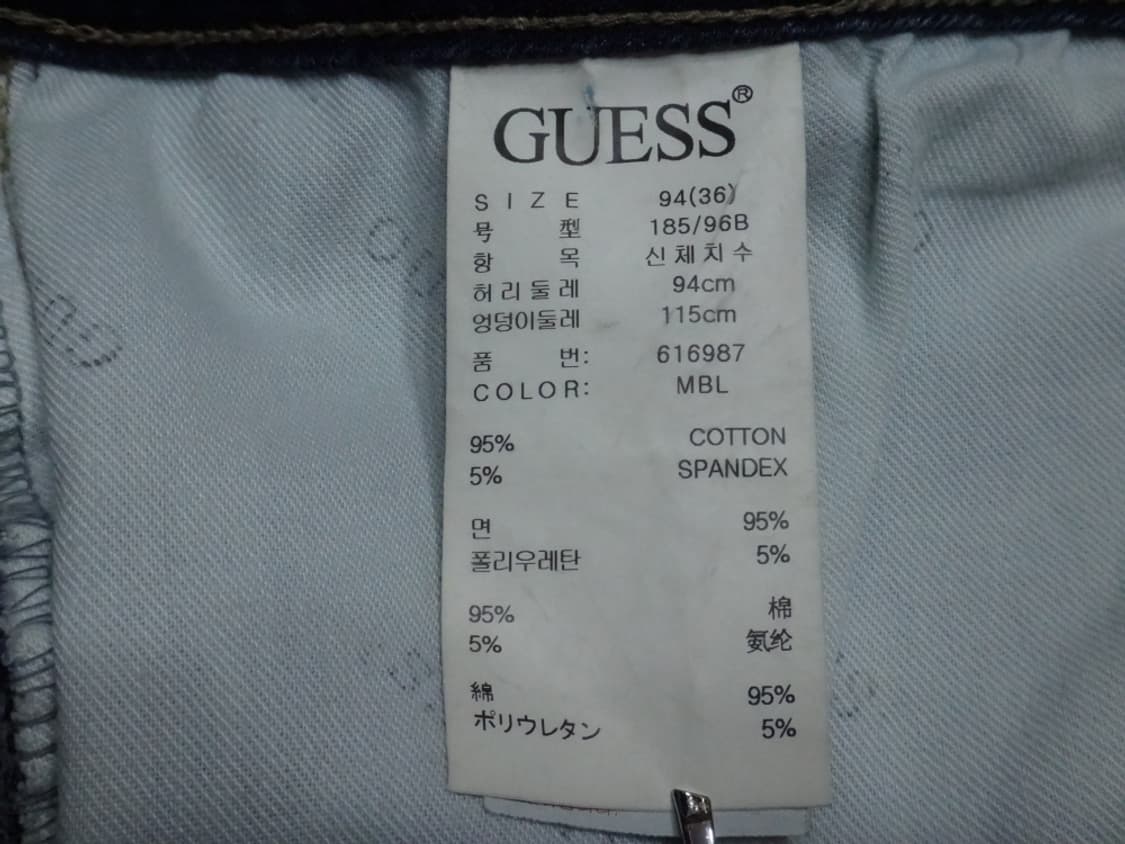 GUESS®
SIZE 94(36)
号型 185/96B
항목 신체치수
허리둘레 94cm
엉덩이둘레 115cm
품번: 616987
COLOR: MBL
95% COTTON
5% SPANDEX
면 95%
폴리우레탄 5%
95% 棉
5% 氨纶
綿 95%
ポリウレタン 5%